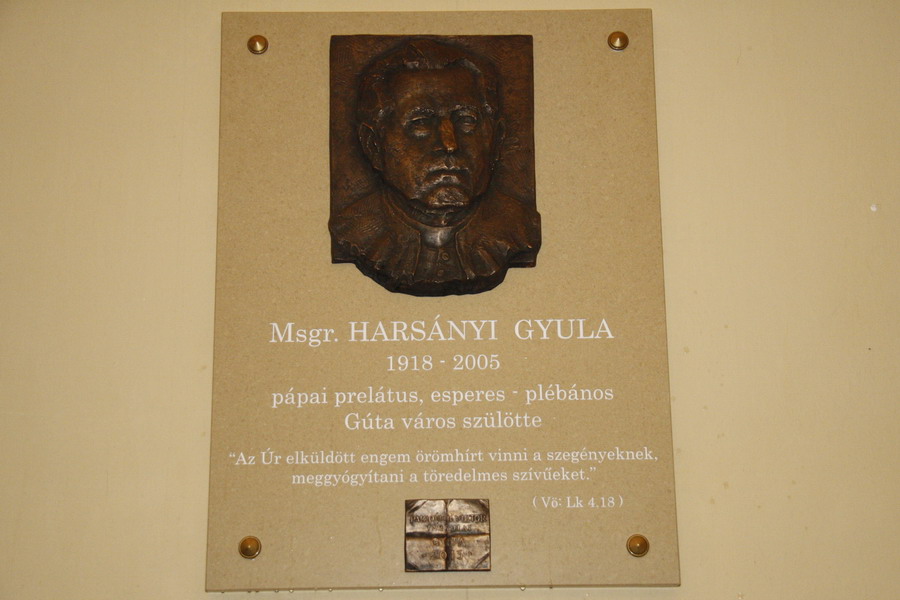 Msgr. HARSÁNYI GYULA
1918 - 2005
pápai prelátus, esperes - plébános
Gúta város szülötte
“Az Úr elküldött engem örömhírt vinni a szegényeknek,
meggyógyítani a töredelmes szívűeket.”
( Vö: Lk 4.18 )